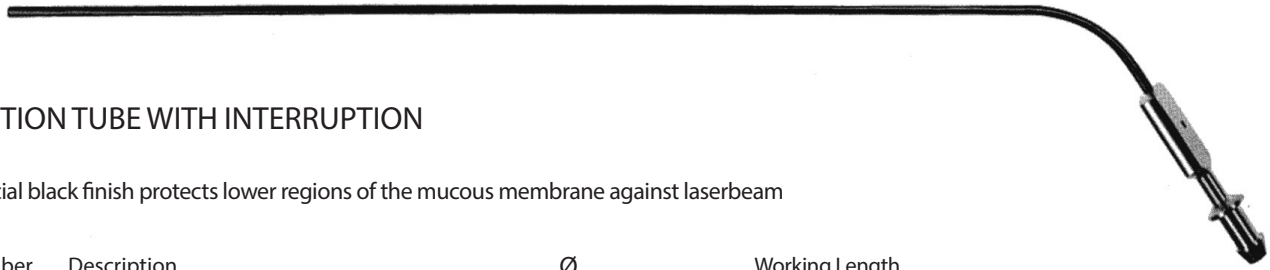 TION TUBE WITH INTERRUPTION
cial black finish protects lower regions of the mucous membrane against laserbeam
ber Description Ø Working Length